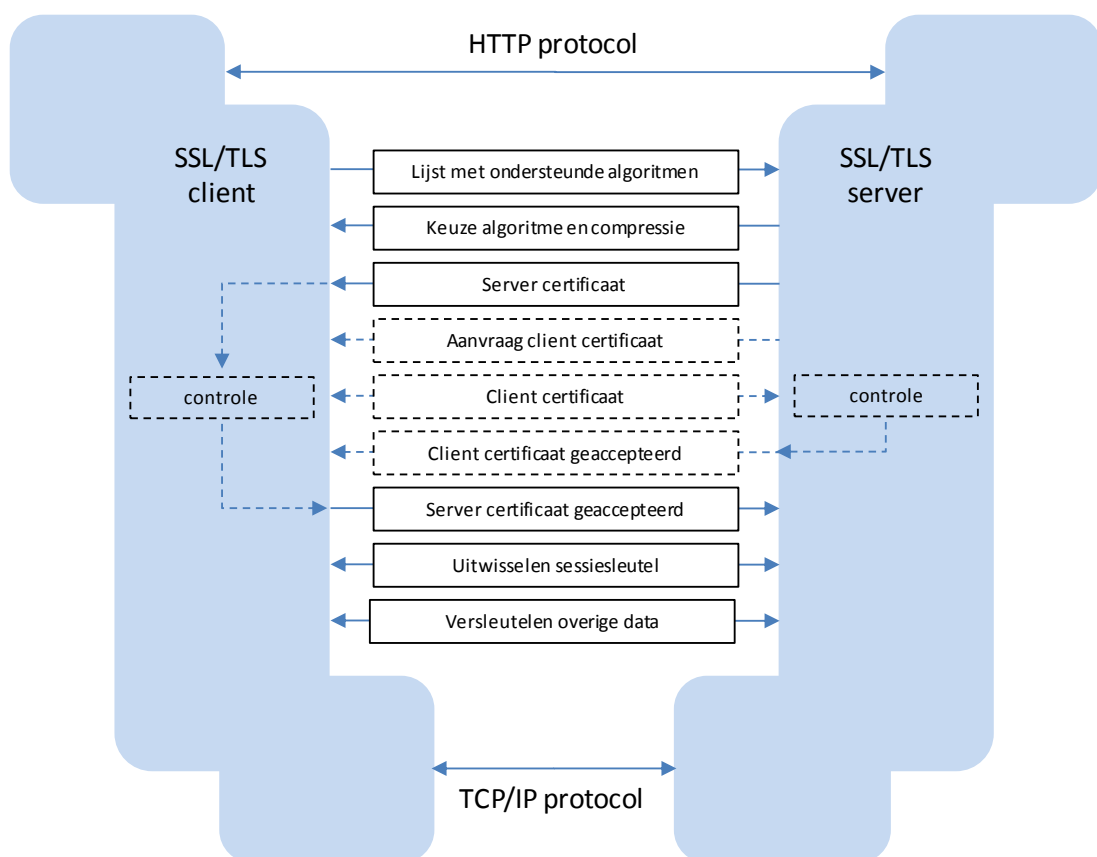 HTTP protocol
SSL/TLS
client
SSL/TLS
server
Lijst met ondersteunde algoritmen
Keuze algoritme en compressie
Server certificaat
Aanvraag client certificaat
controle
Client certificaat
controle
Client certificaat geaccepteerd
Server certificaat geaccepteerd
Uitwisselen sessiesleutel
Versleutelen overige data
TCP/IP protocol